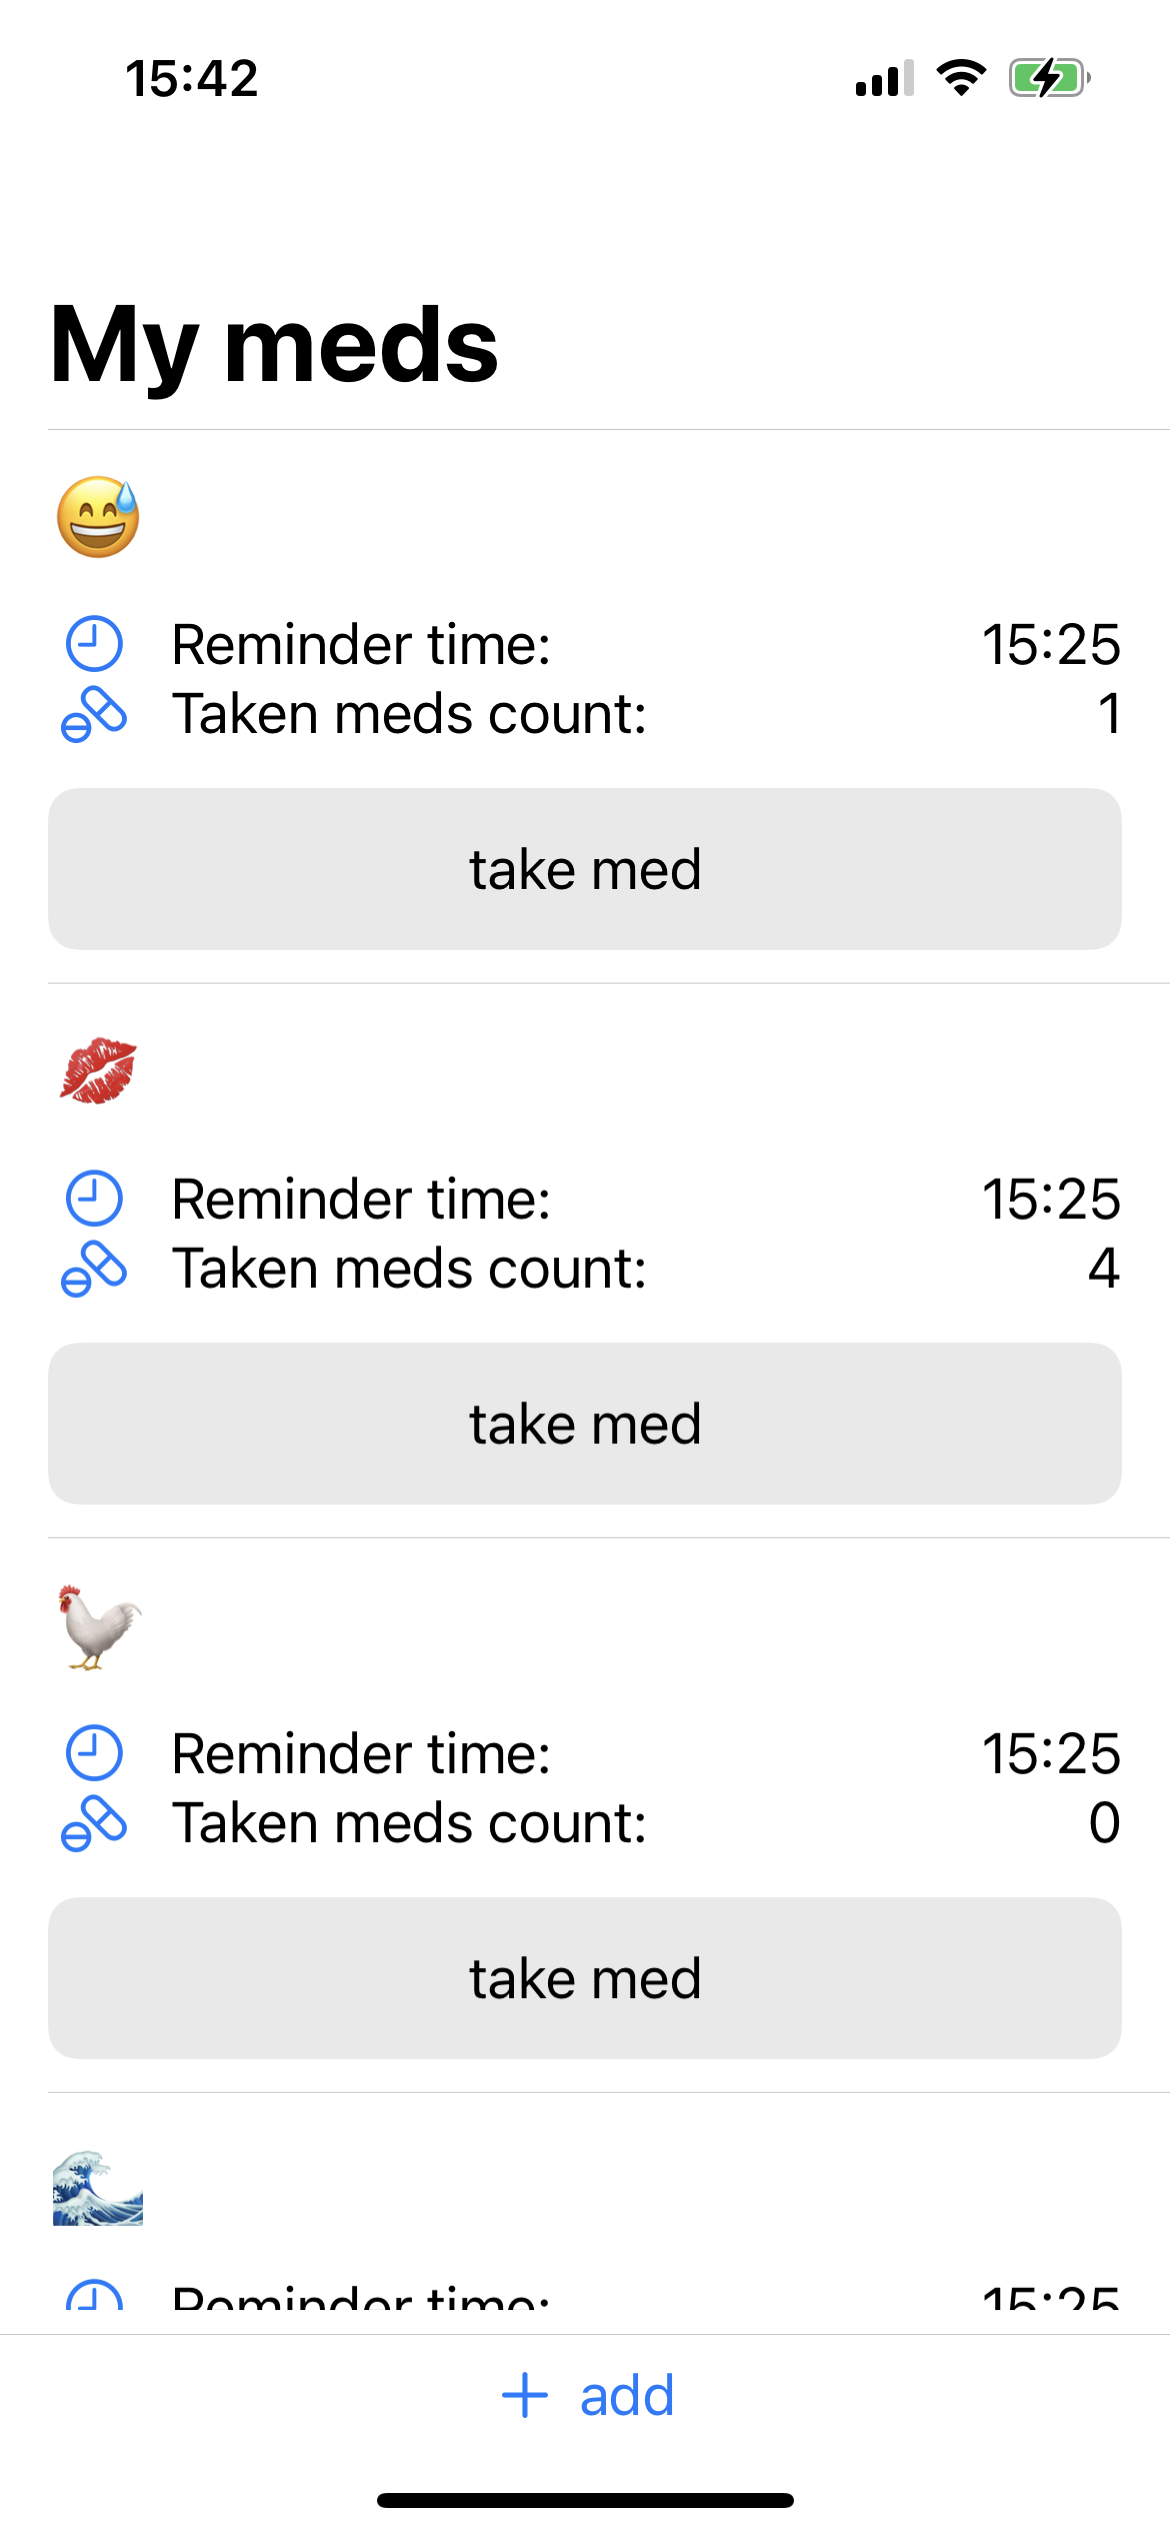 15:42
My meds
😅
Reminder time: 15:25
Taken meds count: 1
take med
💋
Reminder time: 15:25
Taken meds count: 4
take med
🐓
Reminder time: 15:25
Taken meds count: 0
take med
🌊
Reminder time: 15:25
+ add